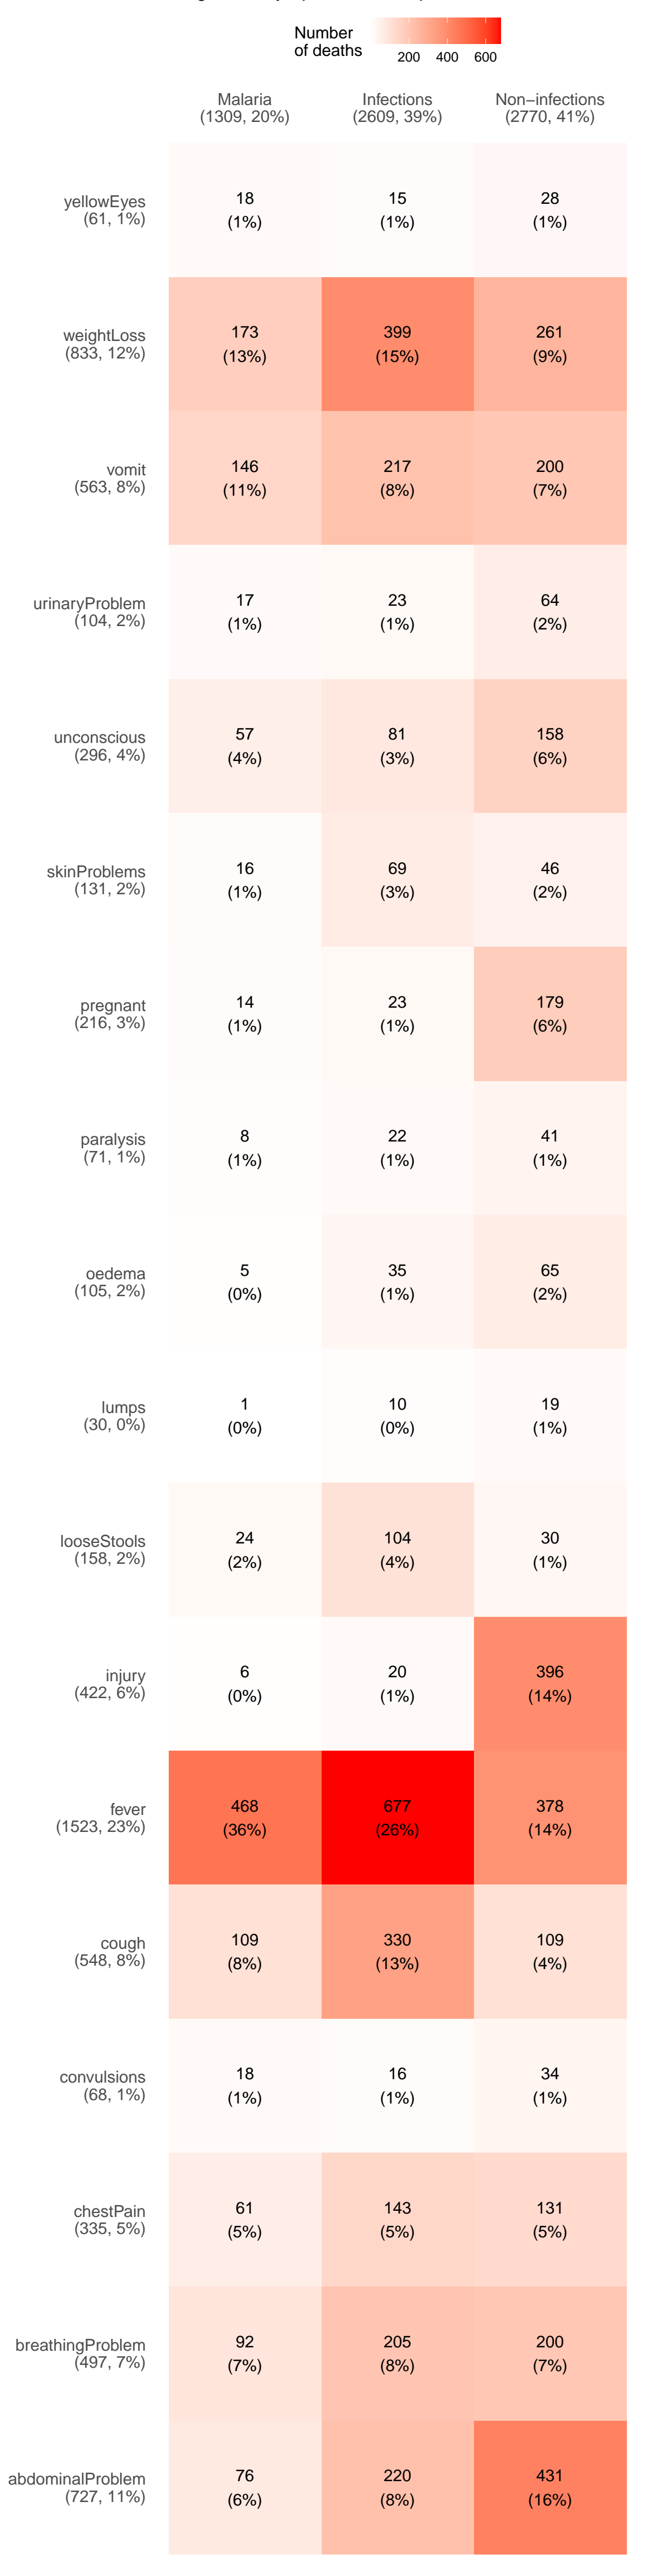 Number
of deaths
200 400 600
Malaria Infections Non−infections
(1309, 20%) (2609, 39%) (2770, 41%)
yellowEyes 18 15 28
(61, 1%) (1%) (1%) (1%)
weightLoss 173 399 261
(833, 12%) (13%) (15%) (9%)
vomit 146 217 200
(563, 8%) (11%) (8%) (7%)
urinaryProblem 17 23 64
(104, 2%) (1%) (1%) (2%)
unconscious 57 81 158
(296, 4%) (4%) (3%) (6%)
skinProblems 16 69 46
(131, 2%) (1%) (3%) (2%)
pregnant 14 23 179
(216, 3%) (1%) (1%) (6%)
paralysis 8 22 41
(71, 1%) (1%) (1%) (1%)
oedema 5 35 65
(105, 2%) (0%) (1%) (2%)
lumps 1 10 19
(30, 0%) (0%) (0%) (1%)
looseStools 24 104 30
(158, 2%) (2%) (4%) (1%)
injury 6 20 396
(422, 6%) (0%) (1%) (14%)
fever 468 677 378
(1523, 23%) (36%) (26%) (14%)
cough 109 330 109
(548, 8%) (8%) (13%) (4%)
convulsions 18 16 34
(68, 1%) (1%) (1%) (1%)
chestPain 61 143 131
(335, 5%) (5%) (5%) (5%)
breathingProblem 92 205 200
(497, 7%) (7%) (8%) (7%)
abdominalProblem 76 220 431
(727, 11%) (6%) (8%) (16%)